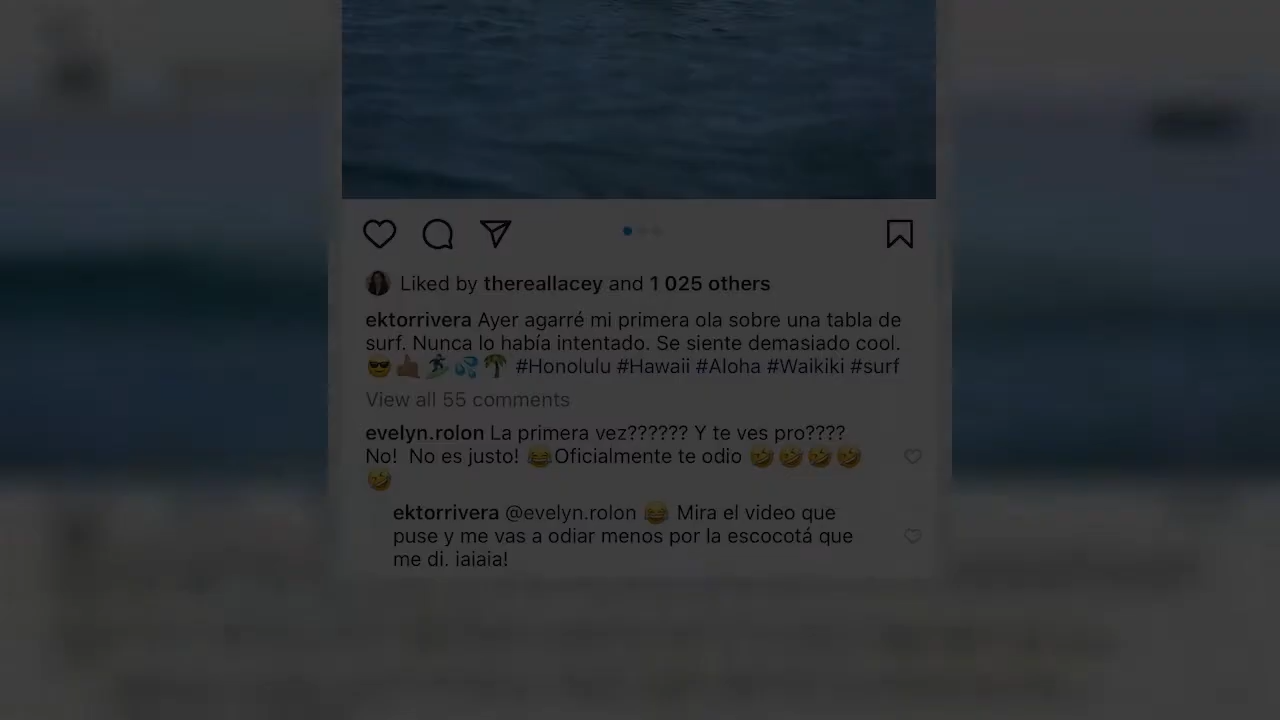 Liked by thereallacey and 1 025 others
ektorrivera Ayer agarré mi primera ola sobre una tabla de
surf. Nunca lo había intentado. Se siente demasiado cool.
😎👍🏽🏄🏽‍♂️💦🌴 #Honolulu #Hawaii #Aloha #Waikiki #surf
View all 55 comments
evelyn.rolon La primera vez?????? Y te ves pro????
No! No es justo! 😂Oficialmente te odio 🤣🤣🤣🤣
🤣
ektorrivera @evelyn.rolon 😂 Mira el video que
puse y me vas a odiar menos por la escocotá que
me di. jajaja!